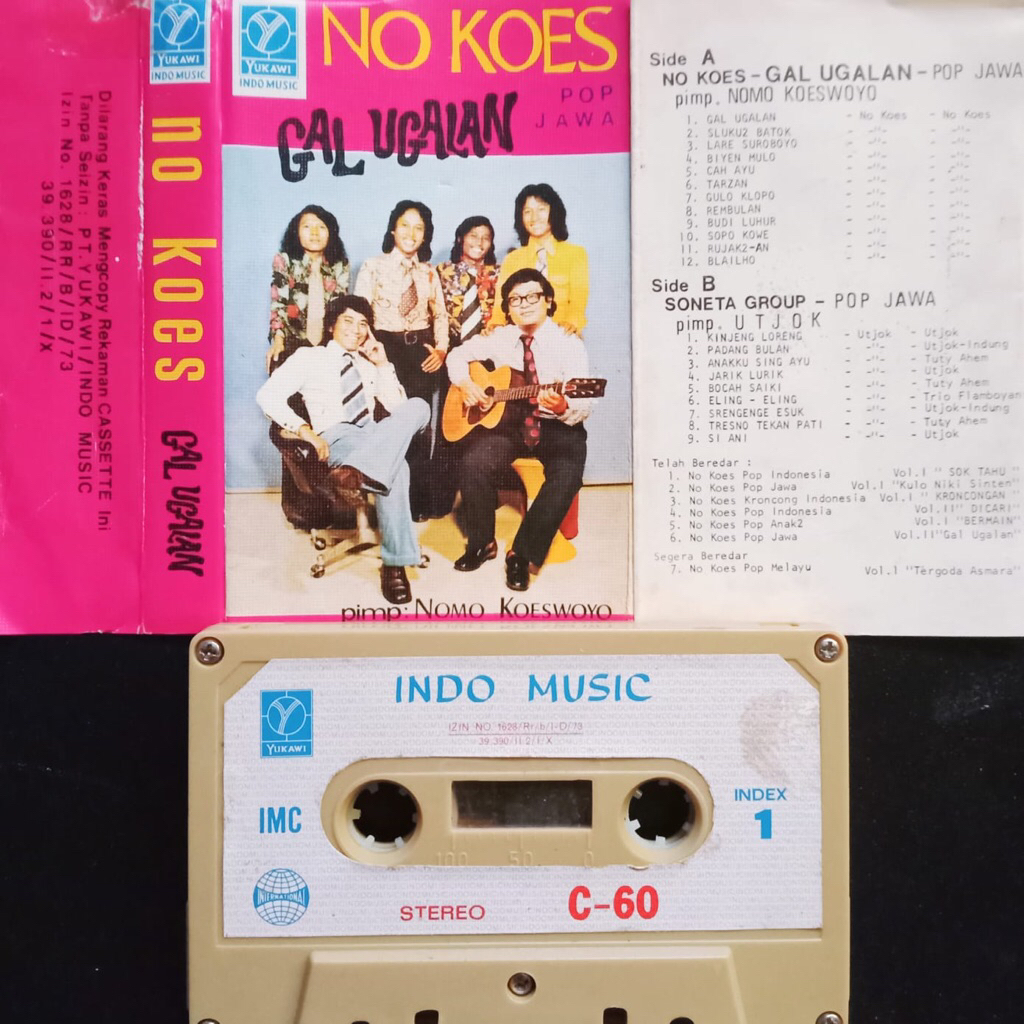 Dilarang Keras Mengcopy Rekaman CASSETTE Ini
Tanpa Seizin : PT. YUKAWI / INDO MUSIC
Izin No. 1628/RR/B/ID/73
39 390/II.2/1/X
YUKAWI
INDO MUSIC
no koes GAL UGALAN
YUKAWI
INDO MUSIC
NO KOES
POP
JAWA
GAL UGALAN
pimp: NOMO KOESWOYO
Side A
NO KOES - GAL UGALAN - POP JAWA
pimp. NOMO KOESWOYO
1. GAL UGALAN - No Koes - No Koes
2. SLUKU2 BATOK - -"- - -"-
3. LARE SUROBOYO - -"- - -"-
4. BIYEN MULO - -"- - -"-
5. CAH AYU - -"- - -"-
6. TARZAN - -"- - -"-
7. GULO KLOPO - -"- - -"-
8. REMBULAN - -"- - -"-
9. BUDI LUHUR - -"- - -"-
10. SOPO KOWE - -"- - -"-
11. RUJAK2-AN - -"- - -"-
12. BLAILHO - -"- - -"-
Side B
SONETA GROUP - POP JAWA
pimp. UTJOK
1. KINJENG LORENG - Utjok - Utjok
2. PADANG BULAN - -"- - Utjok-Indung
3. ANAKKU SING AYU - -"- - Tuty Ahem
4. JARIK LURIK - -"- - Utjok
5. BOCAH SAIKI - -"- - Tuty Ahem
6. ELING - ELING - -"- - Trio Flamboyan
7. SRENGENGE ESUK - -"- - Utjok-Indung
8. TRESNO TEKAN PATI - -"- - Tuty Ahem
9. SI ANI - -"- - Utjok
Telah Beredar :
1. No Koes Pop Indonesia Vol.I " SOK TAHU "
2. No Koes Pop Jawa Vol.I "Kulo Niki Sinten"
3. No Koes Kroncong Indonesia Vol.I " KRONCONGAN "
4. No Koes Pop Indonesia Vol.II" DICARI"
5. No Koes Pop Anak2 Vol.I "BERMAIN"
6. No Koes Pop Jawa Vol.II"Gal Ugalan"
Segera Beredar
7. No Koes Pop Melayu Vol.I "Tergoda Asmara"
INDO MUSIC
YUKAWI
IZIN NO. 1628/Rr/b/I-D/73
39.390/II.2/1/X
IMC
INDEX
1
100 50 0
INTERNATIONAL
STEREO
C-60